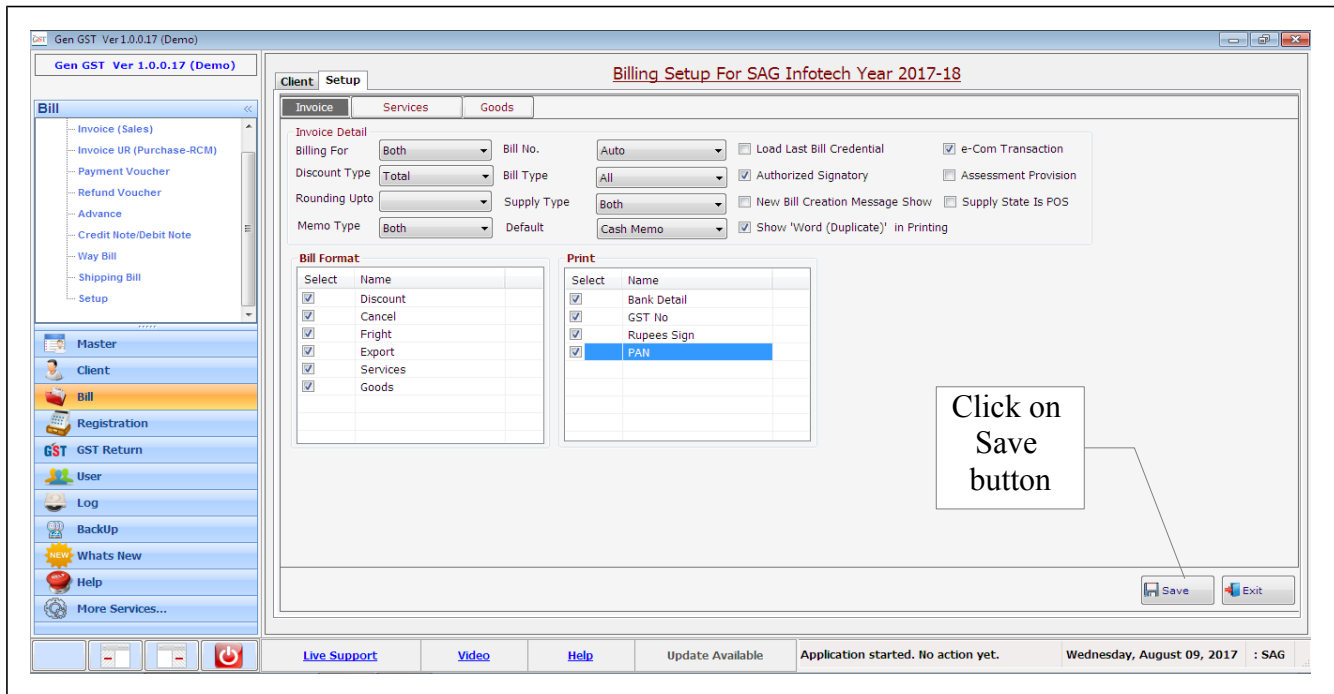 GST Gen GST Ver 1.0.0.17 (Demo)
Gen GST Ver 1.0.0.17 (Demo)
Bill
Invoice (Sales)
Invoice UR (Purchase-RCM)
Payment Voucher
Refund Voucher
Advance
Credit Note/Debit Note
Way Bill
Shipping Bill
Setup
Master
Client
Bill
Registration
GST GST Return
User
Log
BackUp
NEW Whats New
HELP Help
More Services...
Client Setup
Billing Setup For SAG Infotech Year 2017-18
Invoice Services Goods
Invoice Detail
Billing For Both Bill No. Auto Load Last Bill Credential e-Com Transaction
Discount Type Total Bill Type All Authorized Signatory Assessment Provision
Rounding Upto Supply Type Both New Bill Creation Message Show Supply State Is POS
Memo Type Both Default Cash Memo Show 'Word (Duplicate)' in Printing
Bill Format
Select Name
Discount
Cancel
Fright
Export
Services
Goods
Print
Select Name
Bank Detail
GST No
Rupees Sign
PAN
Click on
Save
button
Save Exit
Live Support Video Help Update Available Application started. No action yet. Wednesday, August 09, 2017 : SAG